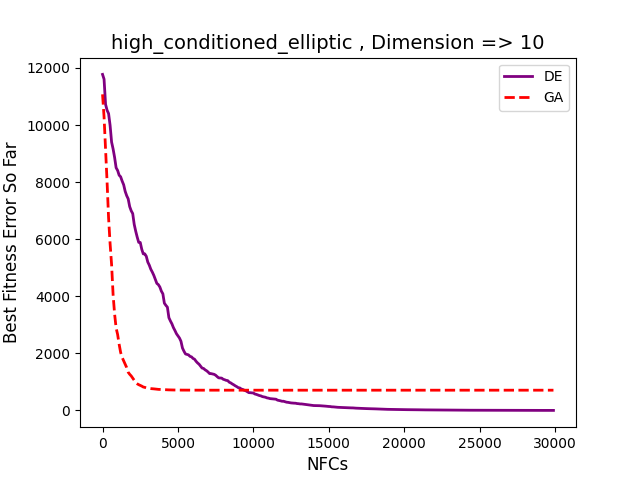 high_conditioned_elliptic , Dimension => 10
DE
GA
Best Fitness Error So Far
12000
10000
8000
6000
4000
2000
0
0 5000 10000 15000 20000 25000 30000
NFCs